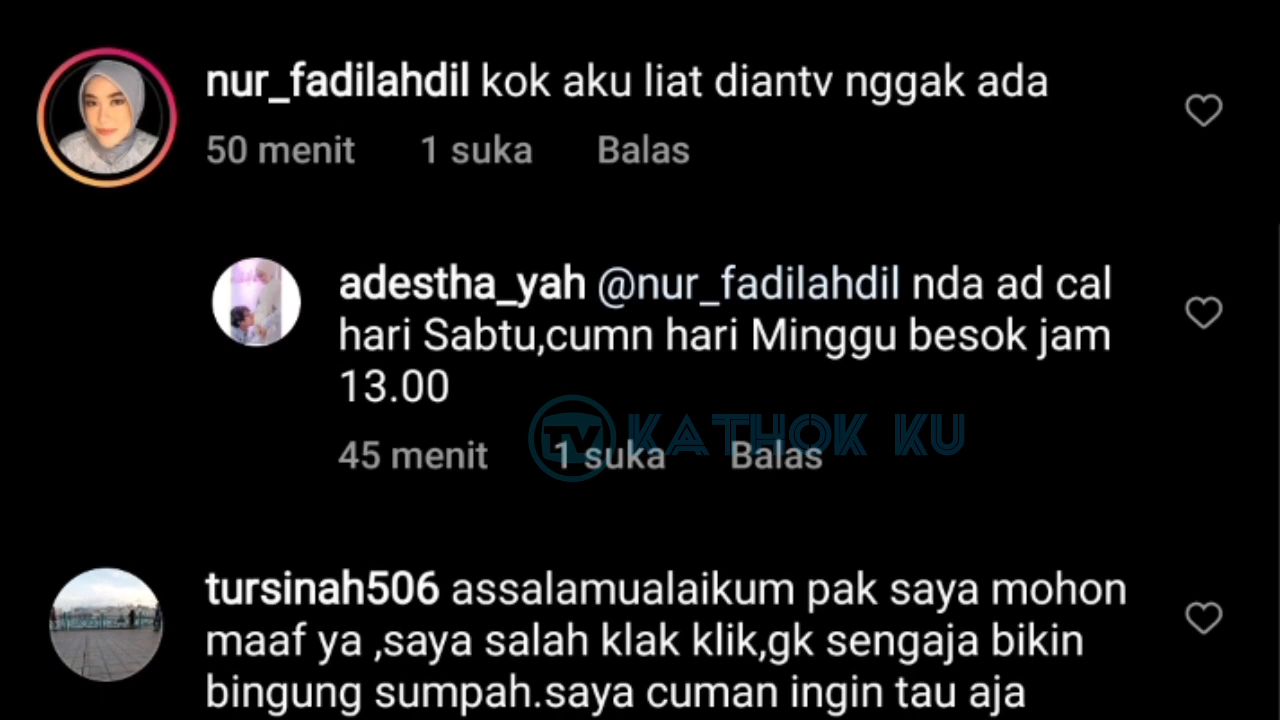 nur_fadilahdil kok aku liat diantv nggak ada
50 menit 1 suka Balas
adestha_yah @nur_fadilahdil nda ad cal
hari Sabtu,cumn hari Minggu besok jam
13.00
TV KATHOK KU
45 menit 1 suka Balas
tursinah506 assalamualaikum pak saya mohon
maaf ya ,saya salah klak klik,gk sengaja bikin
bingung sumpah.saya cuman ingin tau aja